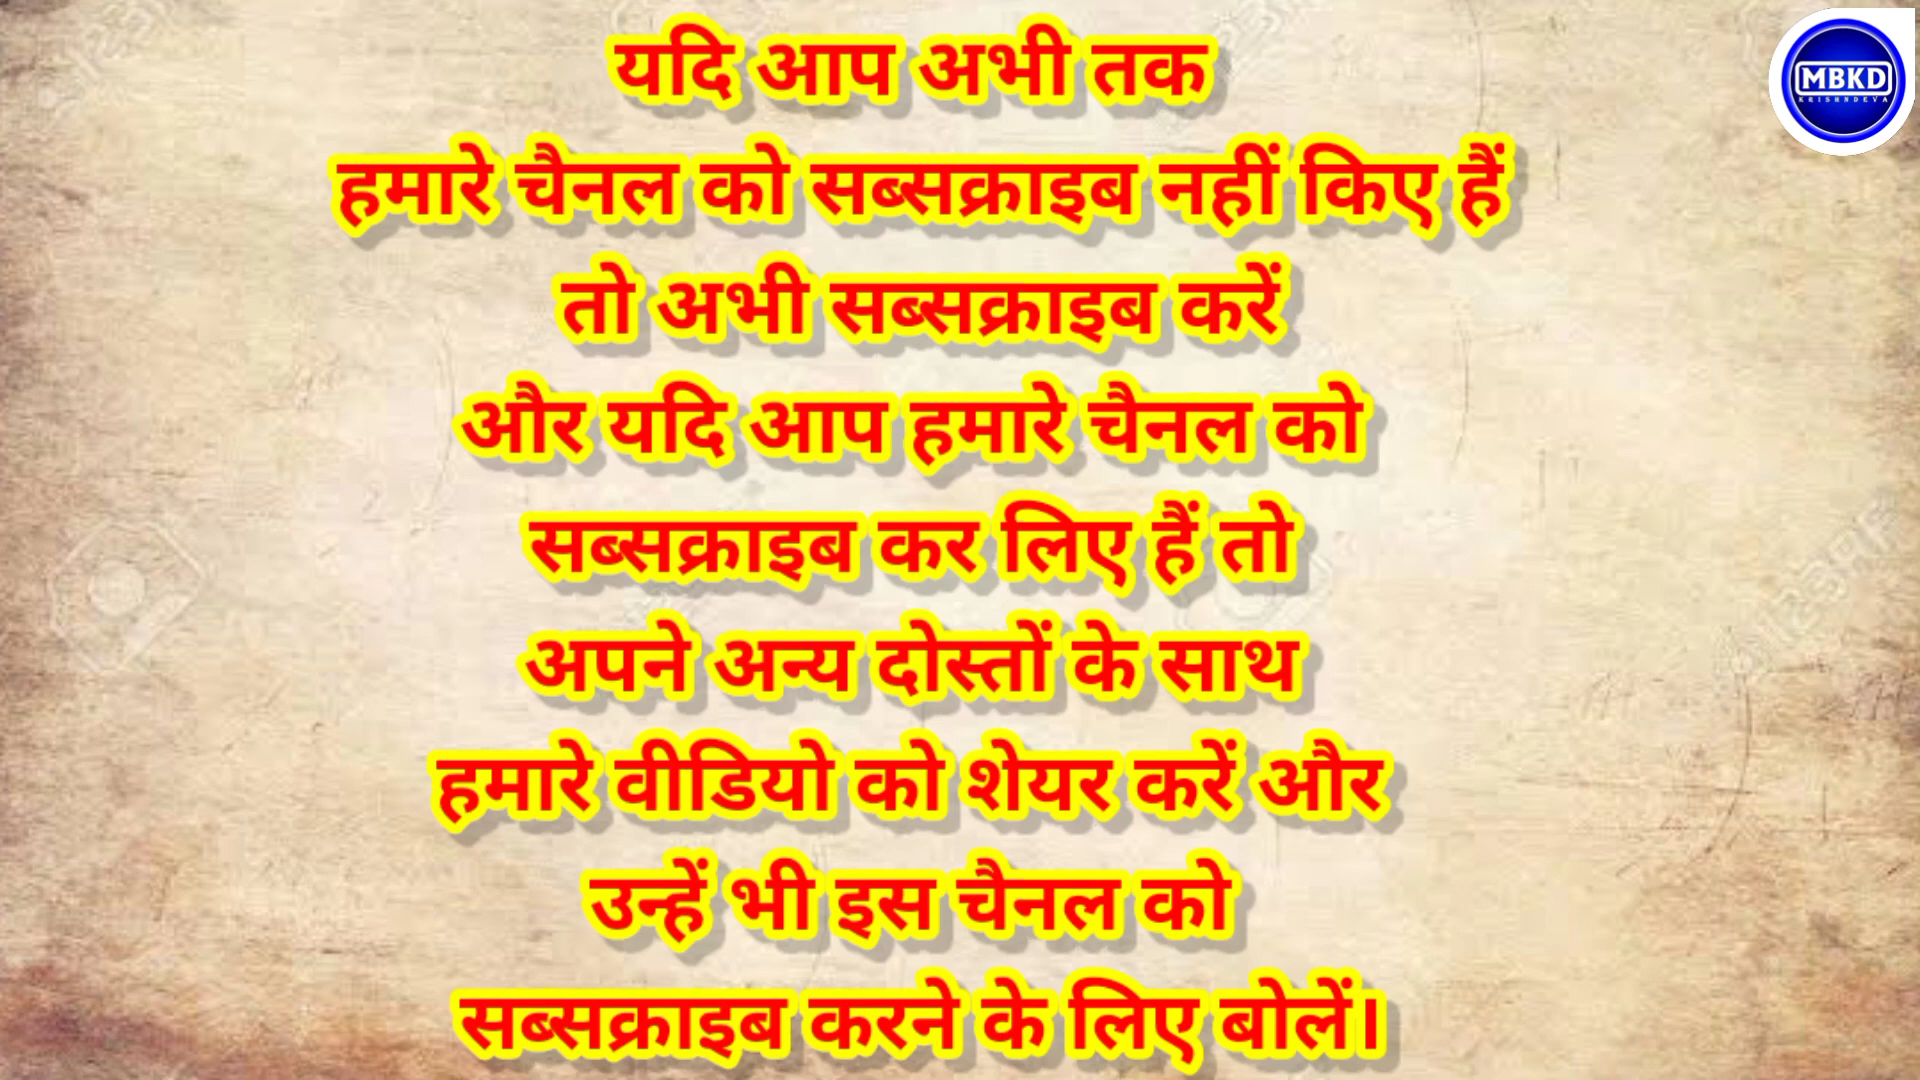 यदि आप अभी तक
हमारे चैनल को सब्सक्राइब नहीं किए हैं
तो अभी सब्सक्राइब करें
और यदि आप हमारे चैनल को
सब्सक्राइब कर लिए हैं तो
अपने अन्य दोस्तों के साथ
हमारे वीडियो को शेयर करें और
उन्हें भी इस चैनल को
सब्सक्राइब करने के लिए बोलें।
MBKD
KRISHNDEVA